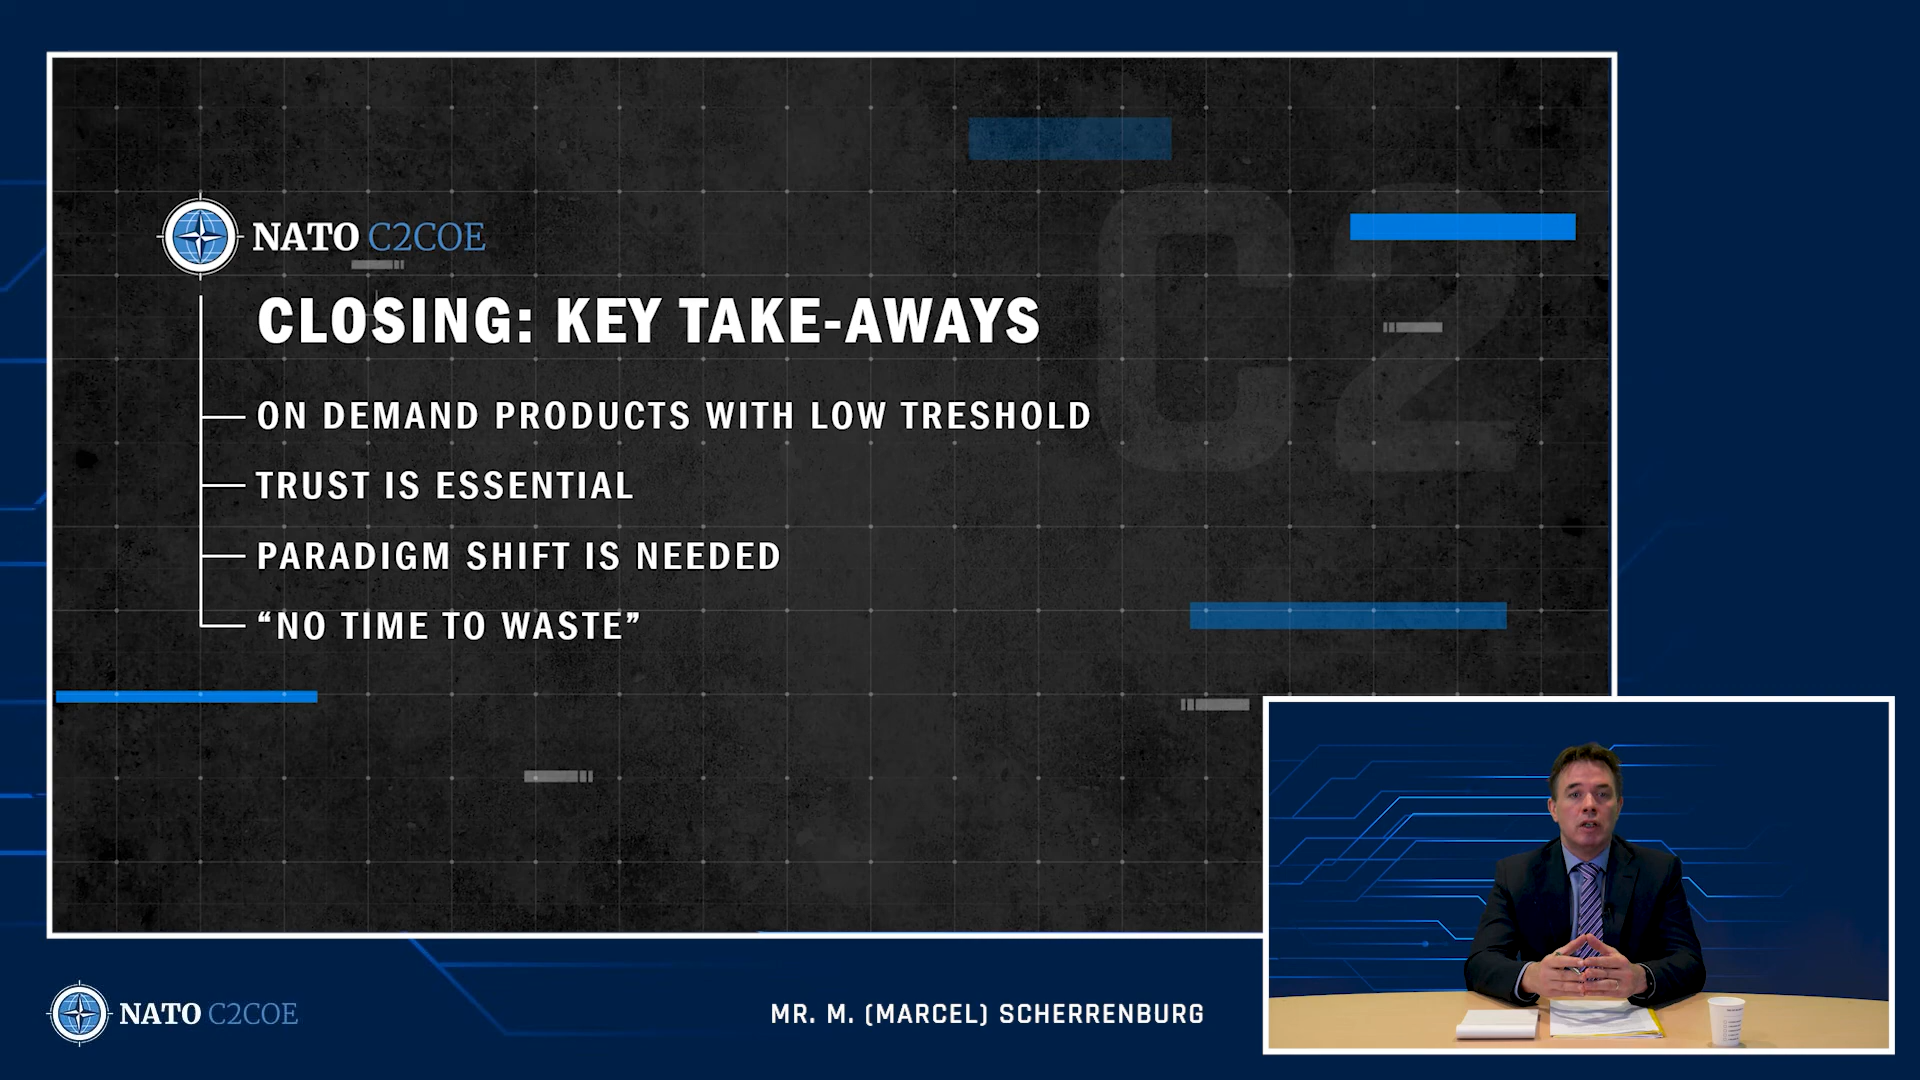 NATO C2COE
C2
CLOSING: KEY TAKE-AWAYS
ON DEMAND PRODUCTS WITH LOW TRESHOLD
TRUST IS ESSENTIAL
PARADIGM SHIFT IS NEEDED
“NO TIME TO WASTE”
NATO C2COE
MR. M. (MARCEL) SCHERRENBURG